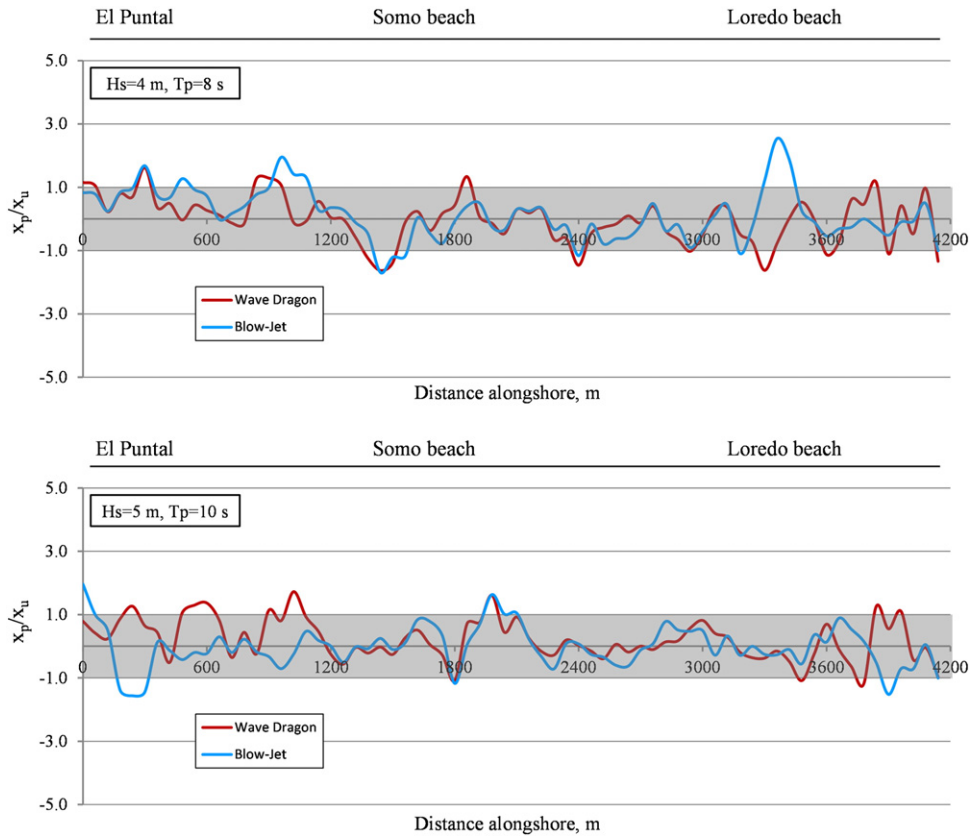 El Puntal Somo beach Loredo beach
5.0
Hs=4 m, Tp=8 s
3.0
1.0
xp/xu
0 600 1200 1800 2400 3000 3600 4200
-1.0
Wave Dragon
-3.0
Blow-Jet
-5.0
Distance alongshore, m
El Puntal Somo beach Loredo beach
5.0
Hs=5 m, Tp=10 s
3.0
1.0
xp/xu
0 600 1200 1800 2400 3000 3600 4200
-1.0
Wave Dragon
-3.0
Blow-Jet
-5.0
Distance alongshore, m